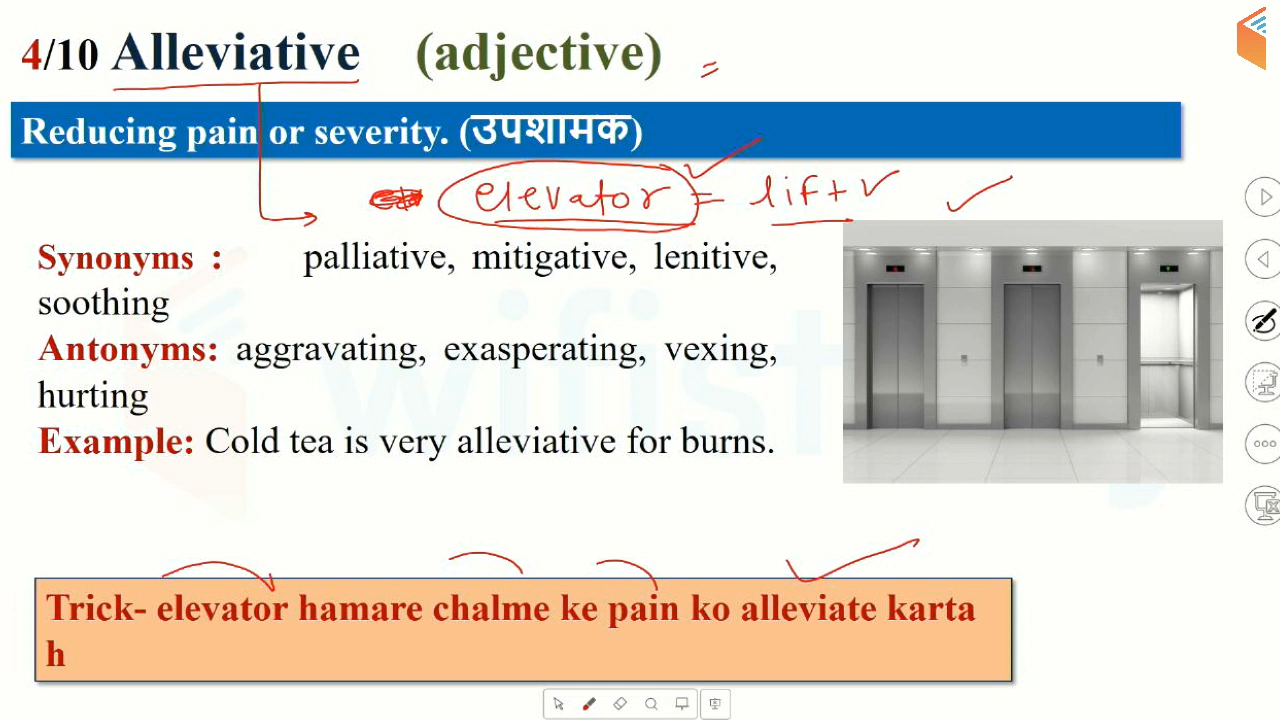 4/10 Alleviative (adjective) =
Reducing pain or severity. (उपशामक)
elevator = lift
Synonyms : palliative, mitigative, lenitive,
soothing
Antonyms: aggravating, exasperating, vexing,
hurting
Example: Cold tea is very alleviative for burns.
Trick- elevator hamare chalme ke pain ko alleviate karta
h